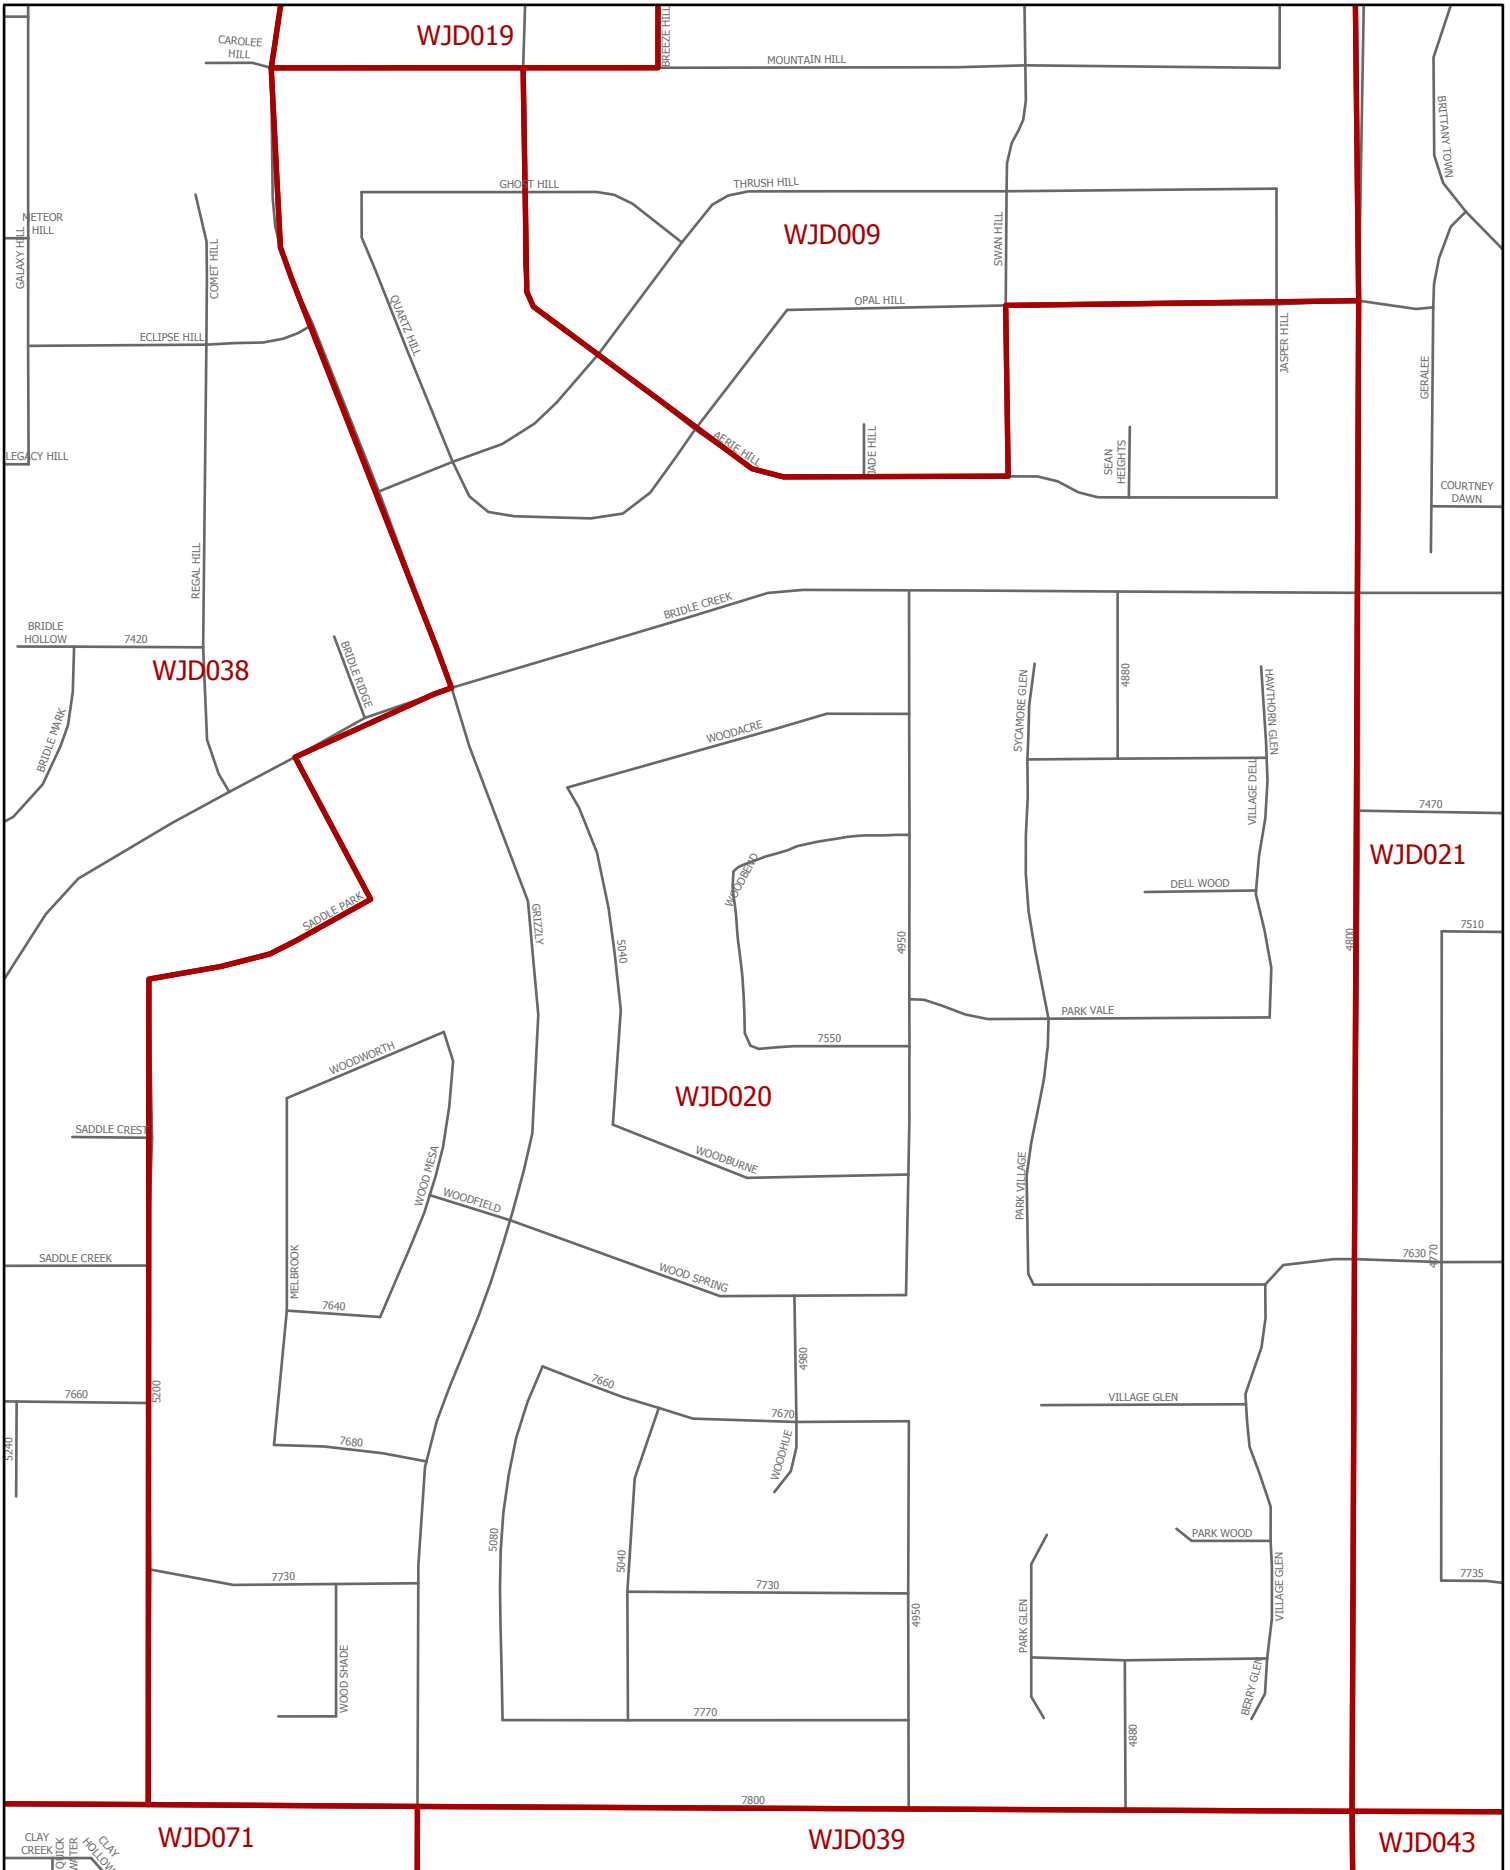 WJD019
CAROLEE
HILL
BREEZE HILL
MOUNTAIN HILL
BRITTANY TOWN
GHOST HILL
THRUSH HILL
METEOR
HILL
GALAXY HILL
COMET HILL
WJD009
SWAN HILL
QUARTZ HILL
OPAL HILL
ECLIPSE HILL
JASPER HILL
GERALEE
AERIE HILL
JADE HILL
SEAN
HEIGHTS
LEGACY HILL
COURTNEY
DAWN
REGAL HILL
BRIDLE CREEK
BRIDLE
HOLLOW
7420
WJD038
BRIDLE RIDGE
4880
SYCAMORE GLEN
HAWTHORN GLEN
BRIDLE MARK
WOODACRE
VILLAGE DELL
7470
WJD021
WOODBEND
DELL WOOD
SADDLE PARK
GRIZZLY
5040
4950
4800
7510
PARK VALE
7550
WOODWORTH
WJD020
SADDLE CREST
WOOD MESA
WOODBURNE
PARK VILLAGE
WOODFIELD
SADDLE CREEK
MELBROOK
WOOD SPRING
7630
4770
7640
4980
7660
5200
7660
VILLAGE GLEN
7670
5240
7680
WOODHUE
5080
5040
PARK WOOD
7730
7730
4950
VILLAGE GLEN
7735
PARK GLEN
WOOD SHADE
BERRY GLEN
7770
4880
7800
WJD071
WJD039
WJD043
CLAY
CREEK
QUICK
WATER
CLAY
HOLLOW